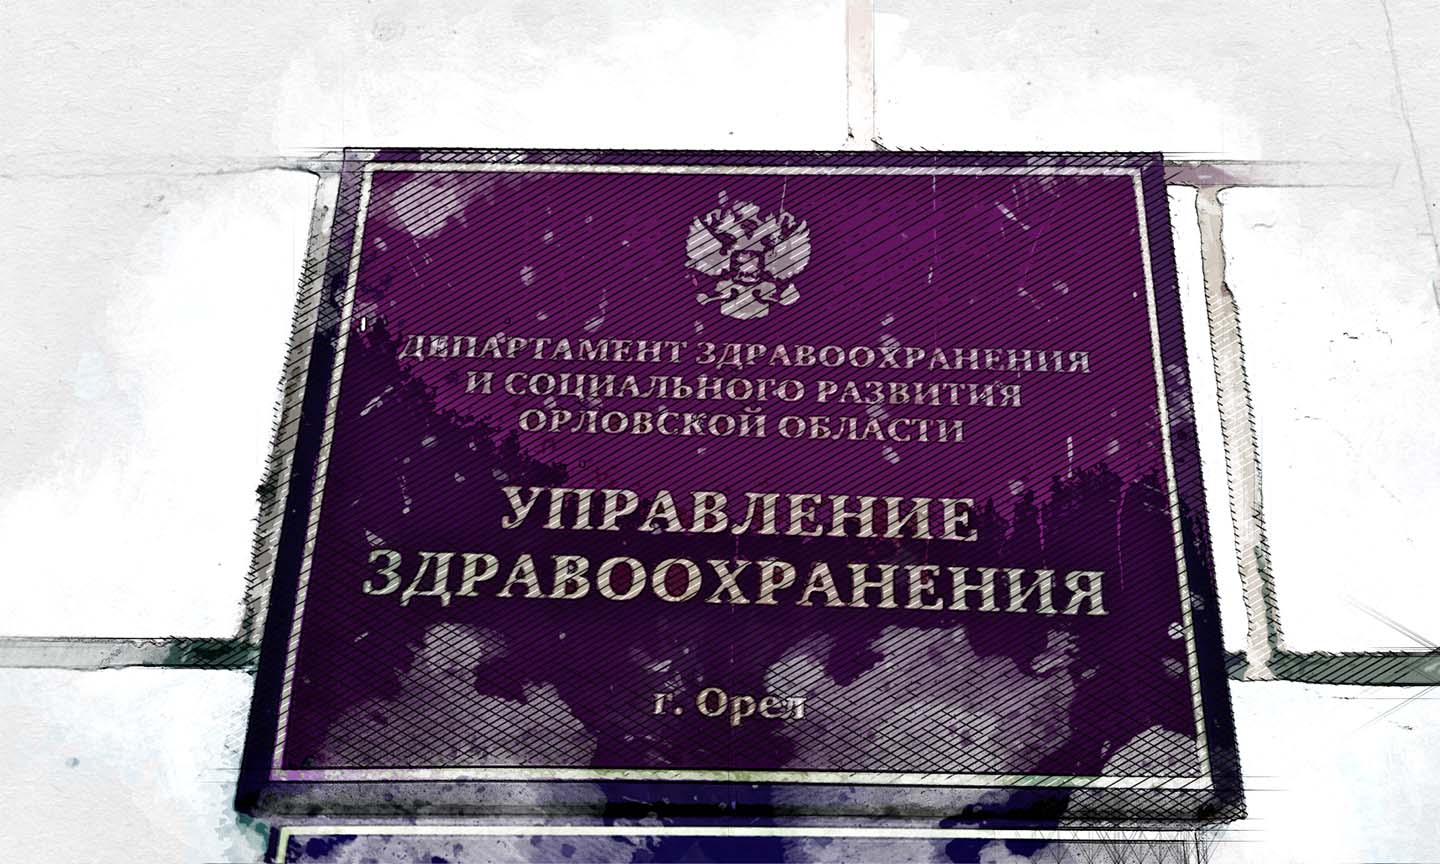 ДЕПАРТАМЕНТ ЗДРАВООХРАНЕНИЯ
И СОЦИАЛЬНОГО РАЗВИТИЯ
ОРЛОВСКОЙ ОБЛАСТИ
УПРАВЛЕНИЕ
ЗДРАВООХРАНЕНИЯ
г. Орел